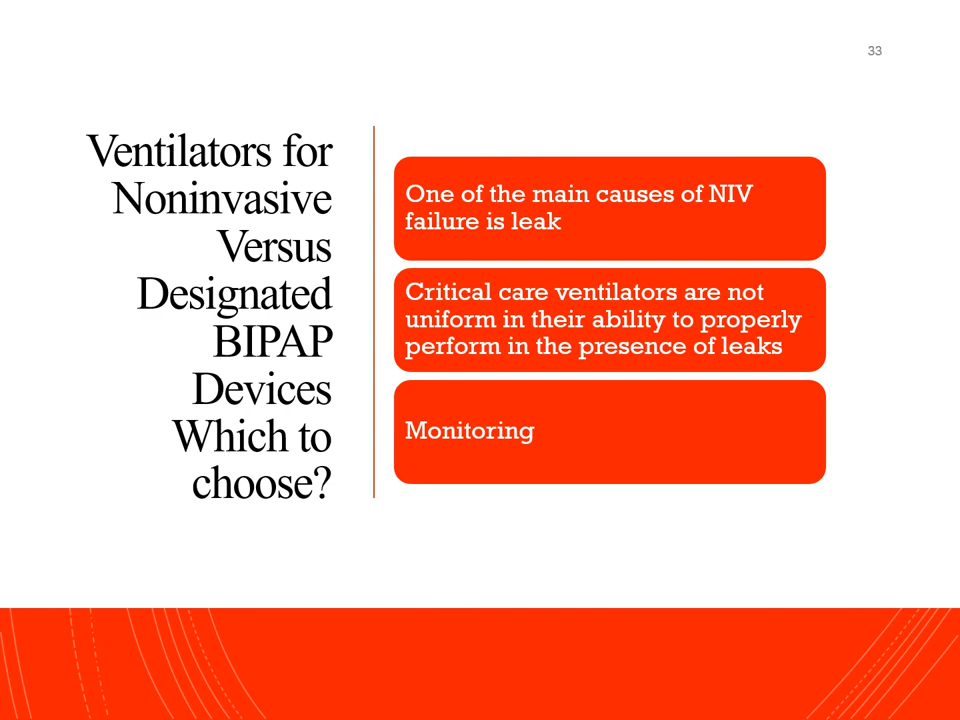 33
Ventilators for
Noninvasive
Versus
Designated
BIPAP
Devices
Which to
choose?
One of the main causes of NIV
failure is leak
Critical care ventilators are not
uniform in their ability to properly
perform in the presence of leaks
Monitoring